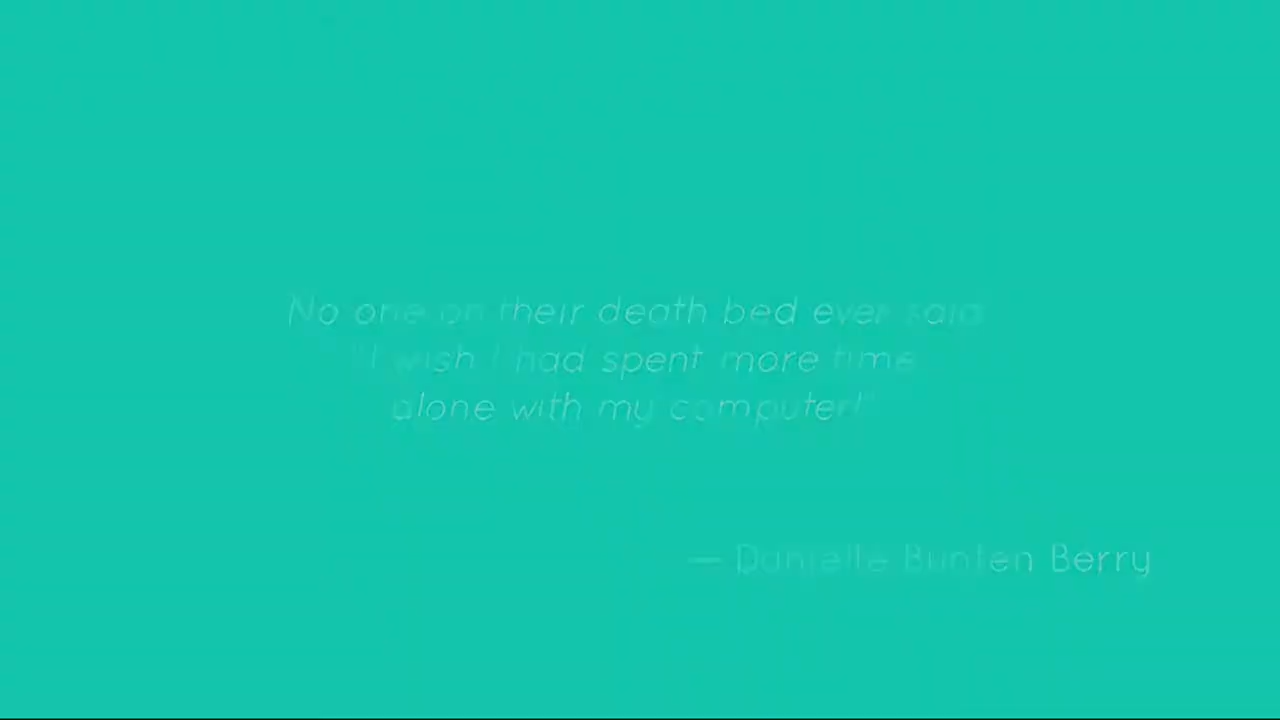 No one on their death bed ever said
"I wish I had spent more time
alone with my computer!"
— Danielle Bunten Berry